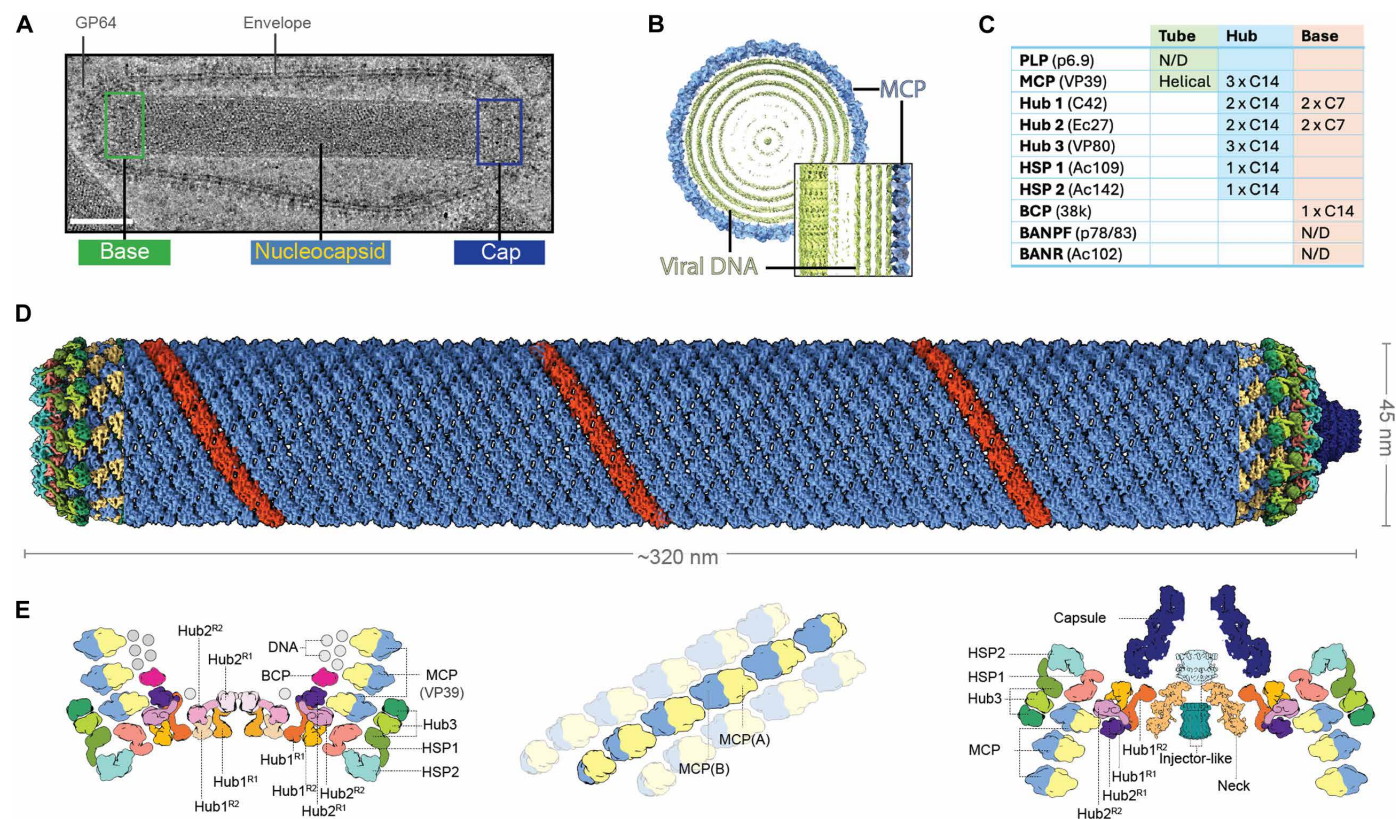 A
GP64
Envelope
Base
Nucleocapsid
Cap
B
MCP
Viral DNA
C
Tube Hub Base
PLP (p6.9) N/D
MCP (VP39) Helical 3 x C14
Hub 1 (C42) 2 x C14 2 x C7
Hub 2 (Ec27) 2 x C14 2 x C7
Hub 3 (VP80) 3 x C14
HSP 1 (Ac109) 1 x C14
HSP 2 (Ac142) 1 x C14
BCP (38k) 1 x C14
BANPF (p78/83) N/D
BANR (Ac102) N/D
D
45 nm
~320 nm
E
Hub2R2
Hub2R1
DNA
BCP
MCP
(VP39)
Hub3
HSP1
HSP2
Hub1R1
Hub1R2
Hub1R1
Hub1R2
Hub2R2
Hub2R1
MCP(A)
MCP(B)
Capsule
HSP2
HSP1
Hub3
MCP
Hub1R2
Injector-like
Neck
Hub1R1
Hub2R1
Hub2R2